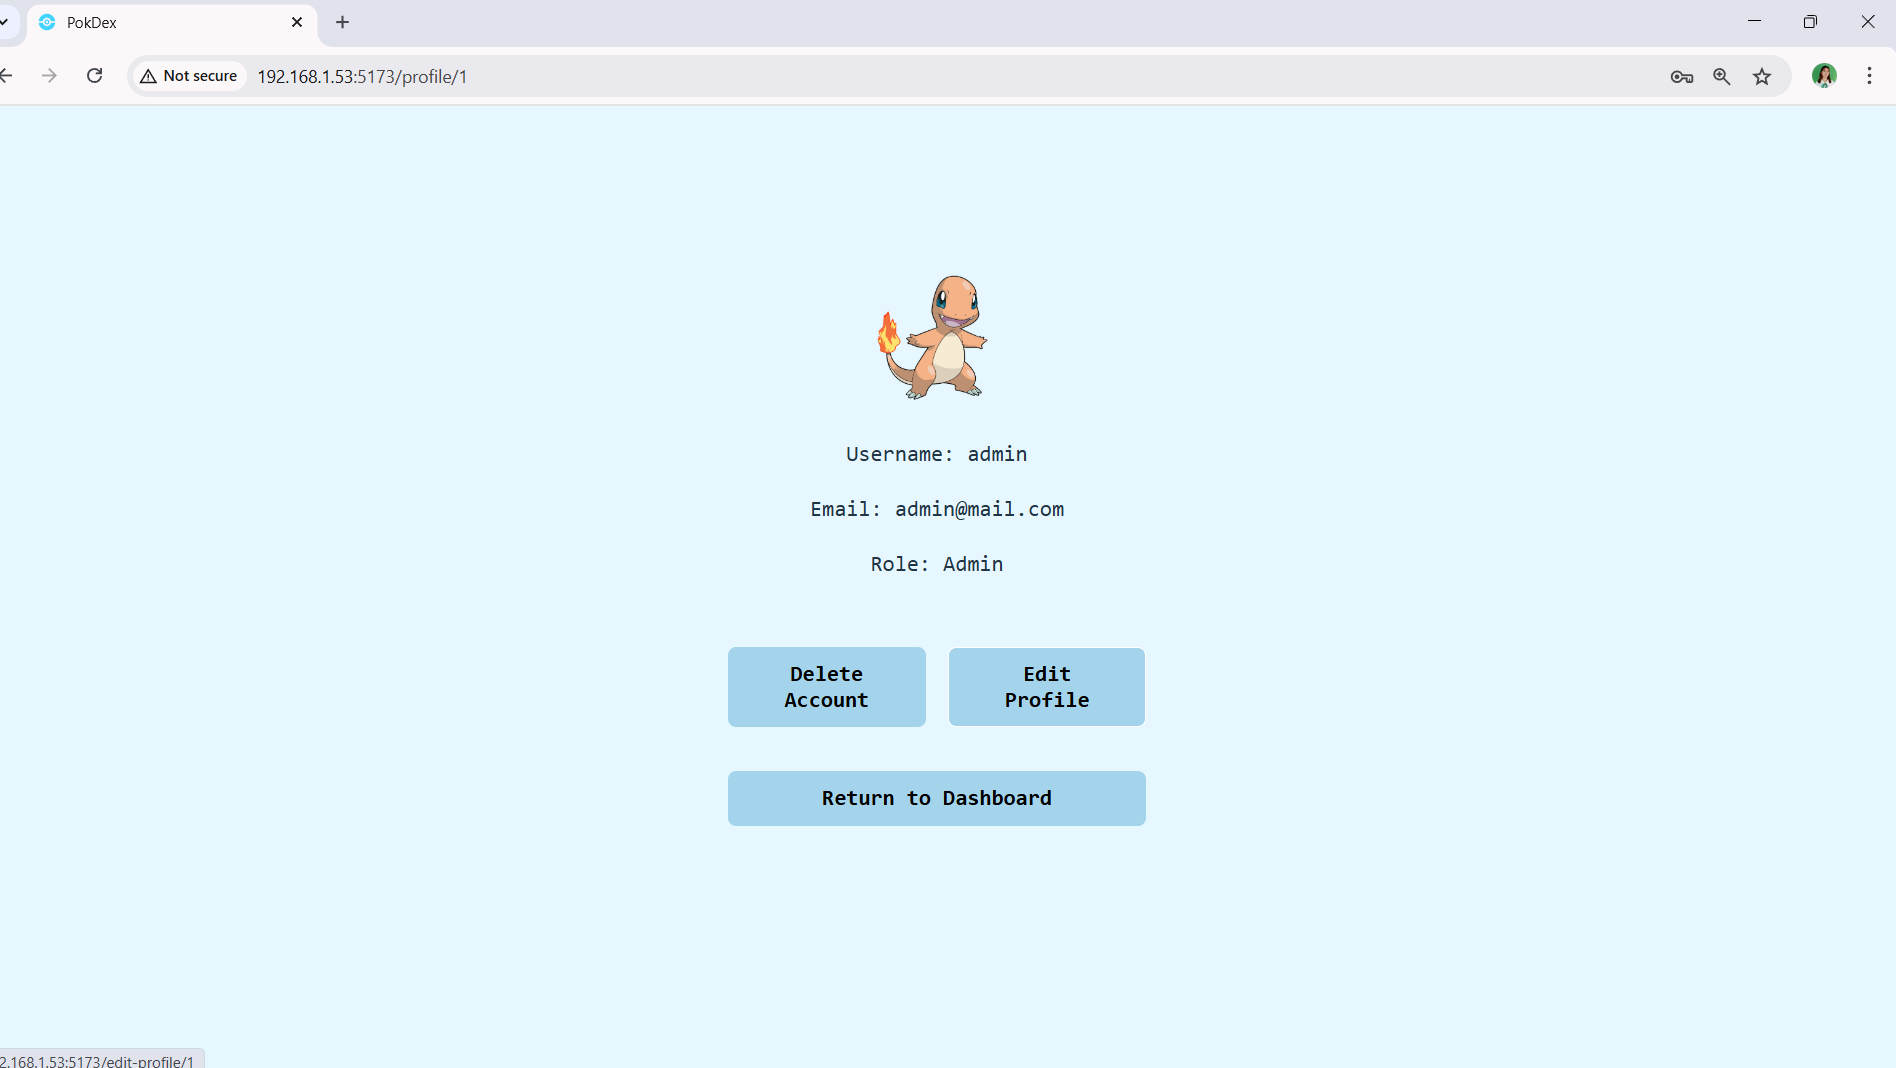 PokDex
Not secure
192.168.1.53:5173/profile/1
Username: admin
Email: admin@mail.com
Role: Admin
Delete
Account
Edit
Profile
Return to Dashboard
2.168.1.53:5173/edit-profile/1